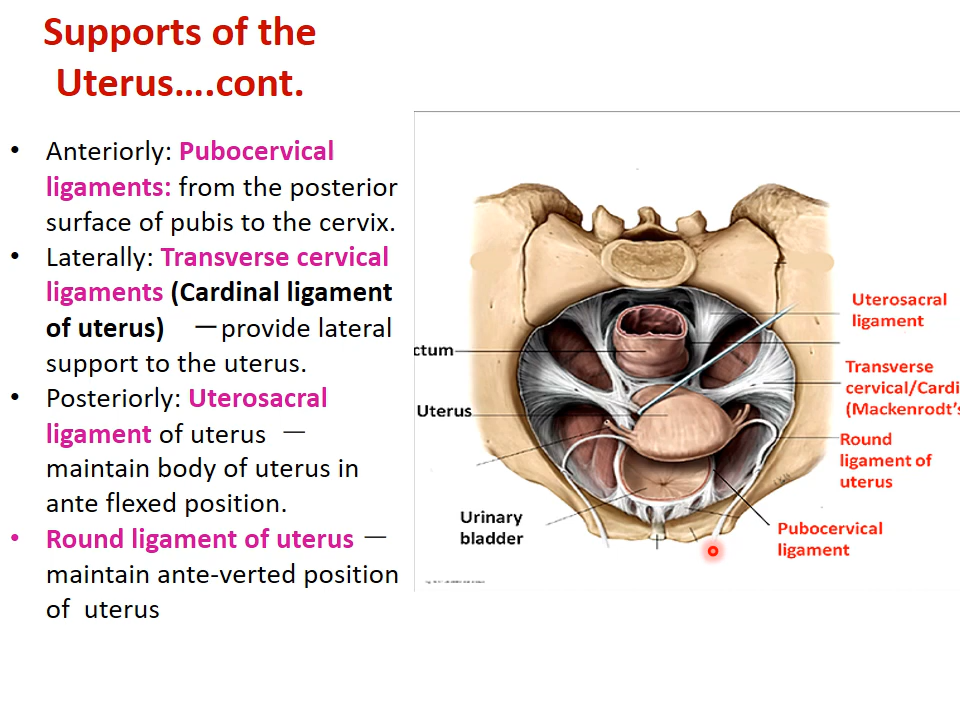 Supports of the
Uterus….cont.
• Anteriorly: Pubocervical
ligaments: from the posterior
surface of pubis to the cervix.
• Laterally: Transverse cervical
ligaments (Cardinal ligament
of uterus) —provide lateral
support to the uterus.
• Posteriorly: Uterosacral
ligament of uterus —
maintain body of uterus in
ante flexed position.
• Round ligament of uterus —
maintain ante-verted position
of uterus
Uterosacral
ligament
ctum
Transverse
cervical/Cardi
(Mackenrodt’s
Uterus
Round
ligament of
uterus
Urinary
bladder
Pubocervical
ligament